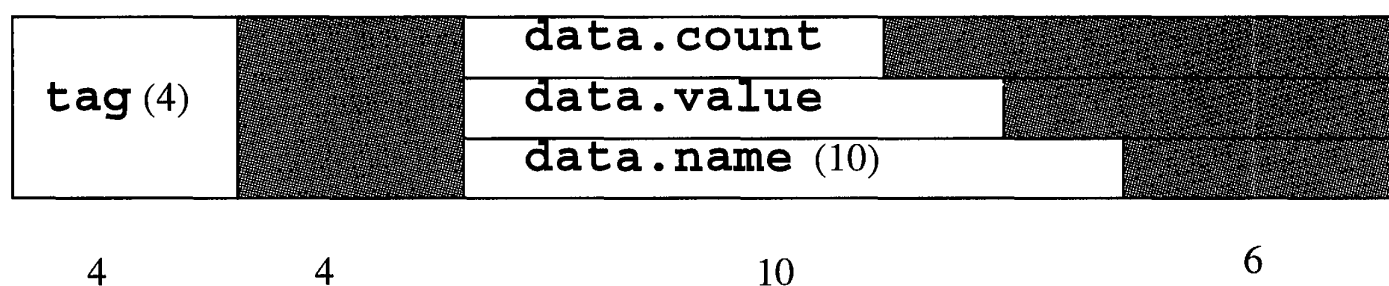 data.count
tag (4)
data.value
data.name (10)
4 4 10 6